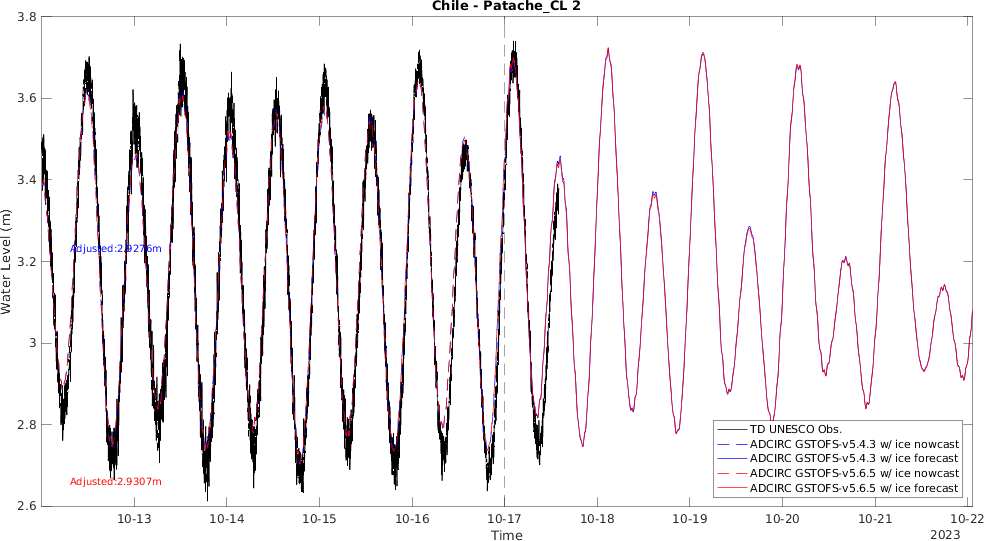 Chile - Patache_CL 2
3.8
3.6
3.4
3.2
3
2.8
2.6
Water Level (m)
Adjusted:2.9276m
Adjusted:2.9307m
TD UNESCO Obs.
ADCIRC GSTOFS-v5.4.3 w/ ice nowcast
ADCIRC GSTOFS-v5.4.3 w/ ice forecast
ADCIRC GSTOFS-v5.6.5 w/ ice nowcast
ADCIRC GSTOFS-v5.6.5 w/ ice forecast
10-13 10-14 10-15 10-16 10-17 10-18 10-19 10-20 10-21 10-22
Time
2023